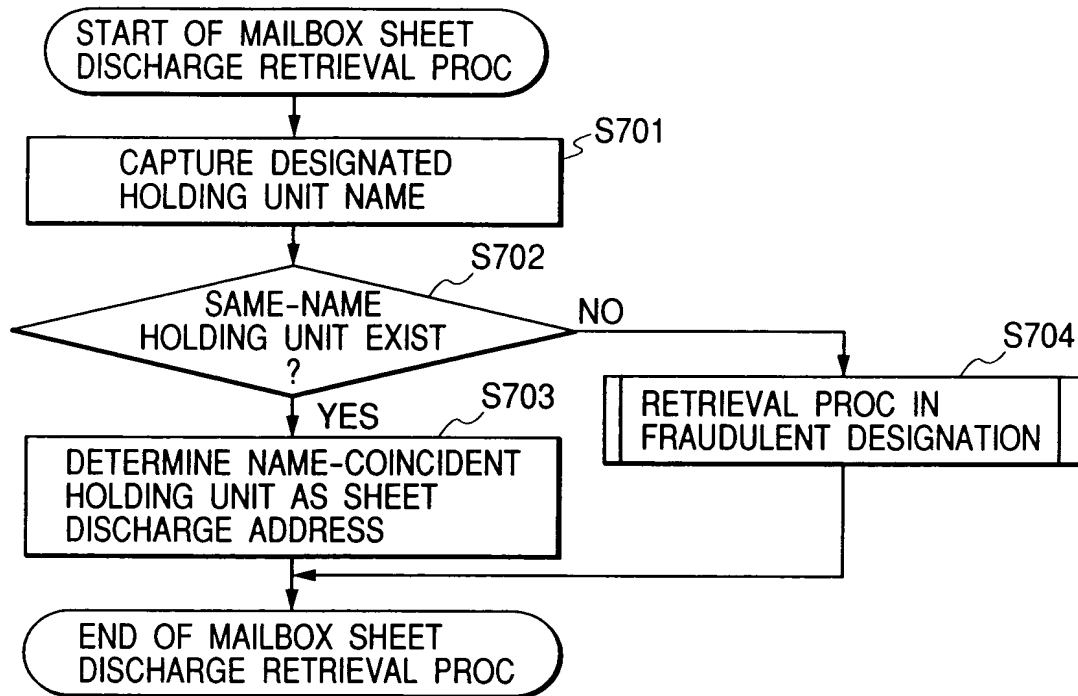 START OF MAILBOX SHEET
DISCHARGE RETRIEVAL PROC
S701
CAPTURE DESIGNATED
HOLDING UNIT NAME
S702
SAME-NAME
HOLDING UNIT EXIST
?
NO
YES
S704
RETRIEVAL PROC IN
FRAUDULENT DESIGNATION
S703
DETERMINE NAME-COINCIDENT
HOLDING UNIT AS SHEET
DISCHARGE ADDRESS
END OF MAILBOX SHEET
DISCHARGE RETRIEVAL PROC